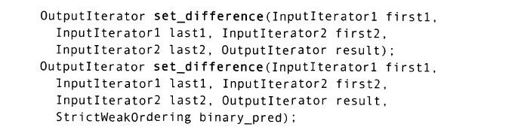 OutputIterator set_difference(InputIterator1 first1,
InputIterator1 last1, InputIterator2 first2,
InputIterator2 last2, OutputIterator result);
OutputIterator set_difference(InputIterator1 first1,
InputIterator1 last1, InputIterator2 first2,
InputIterator2 last2, OutputIterator result,
StrictWeakOrdering binary_pred);